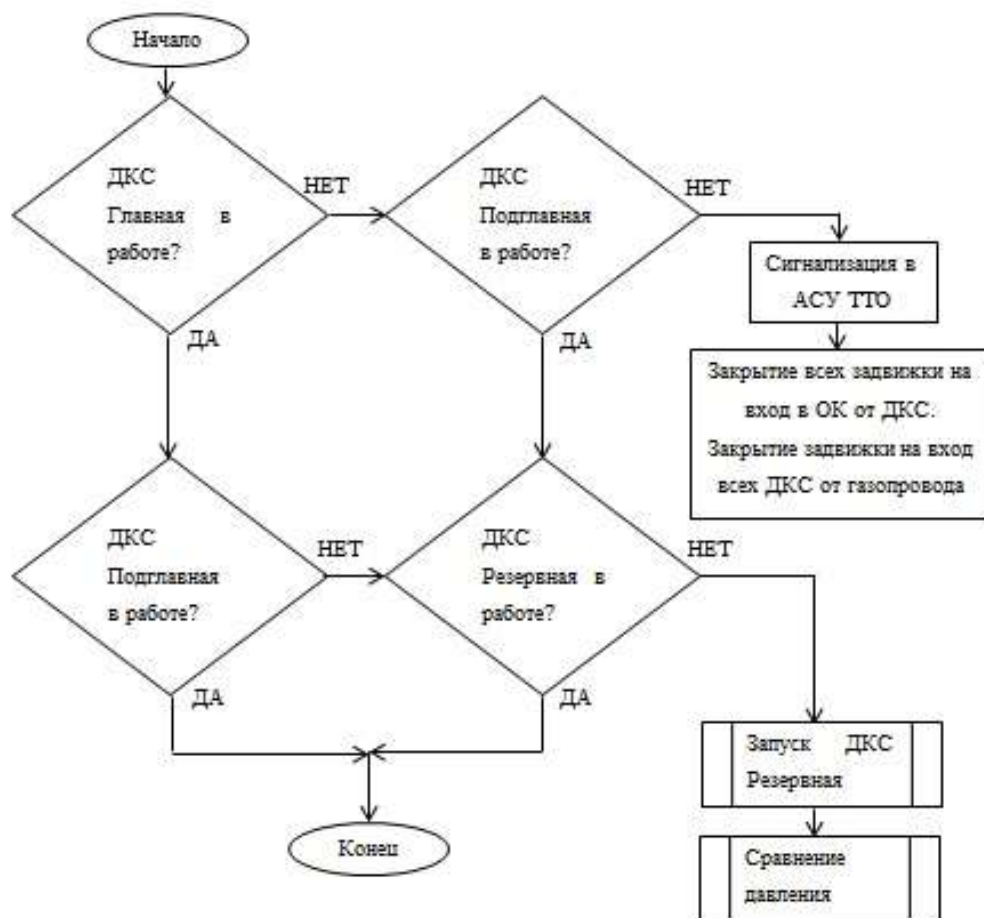 Начало
ДКС
Главная в
работе?
НЕТ
ДКС
Подглавная
в работе?
НЕТ
Сигнализация в
АСУ ТТО
ДА
ДА
Закрытие всех задвижки на
вход в ОК от ДКС.
Закрытие задвижки на вход
всех ДКС от газопровода
ДКС
Подглавная
в работе?
НЕТ
ДКС
Резервная в
работе?
НЕТ
ДА
ДА
Запуск ДКС
Резервная
Конец
Сравнение
давления